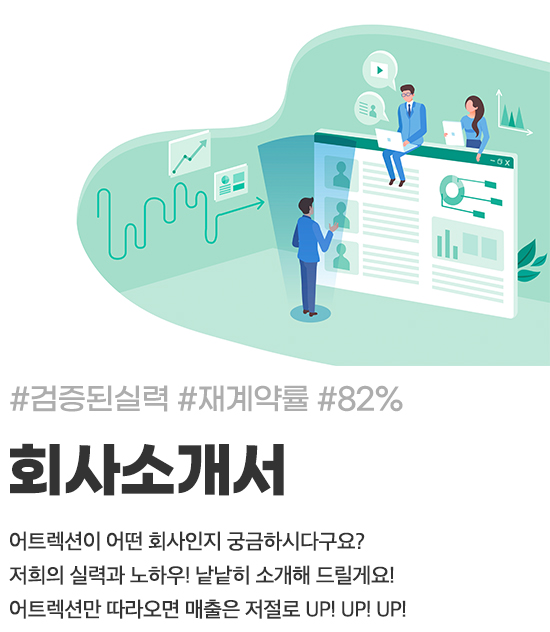 #검증된실력 #재계약률 #82%
회사소개서
어트렉션이 어떤 회사인지 궁금하시다구요?
저희의 실력과 노하우! 낱낱히 소개해 드릴게요!
어트렉션만 따라오면 매출은 저절로 UP! UP! UP!